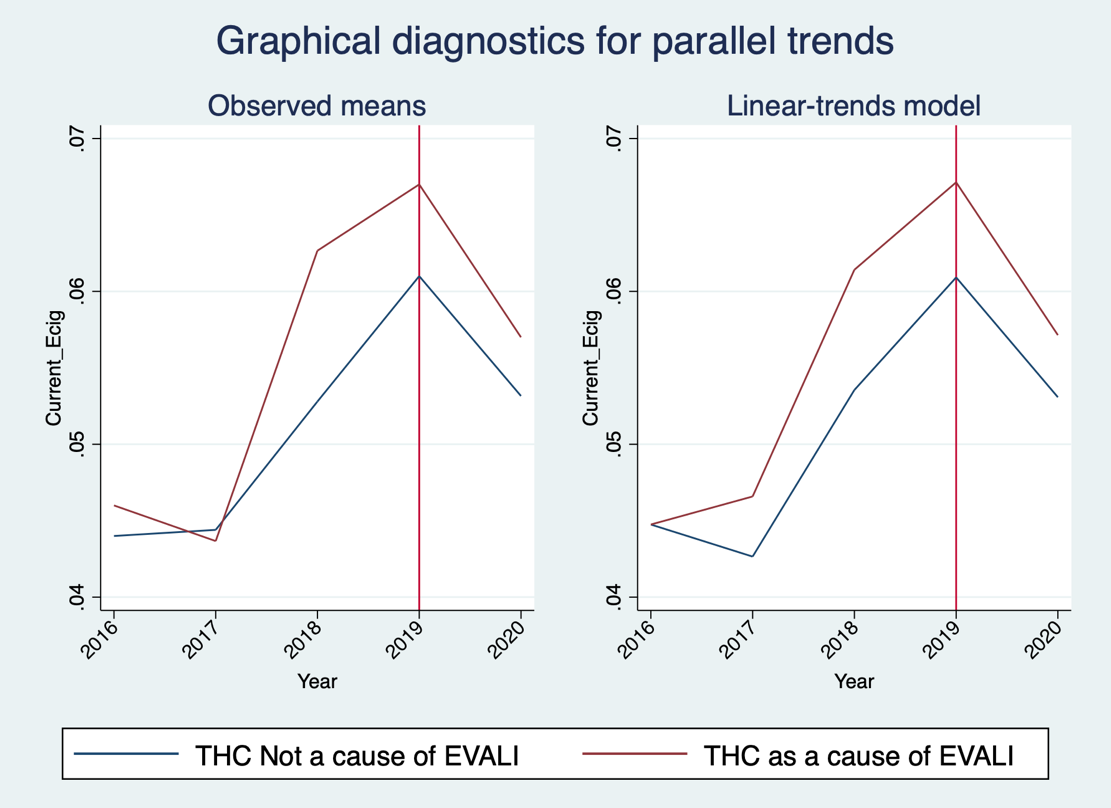 Graphical diagnostics for parallel trends
Observed means
.07
.06
.05
.04
Current_Ecig
2016
2017
2018
2019
2020
Year
Linear-trends model
.07
.06
.05
.04
Current_Ecig
2016
2017
2018
2019
2020
Year
THC Not a cause of EVALI
THC as a cause of EVALI